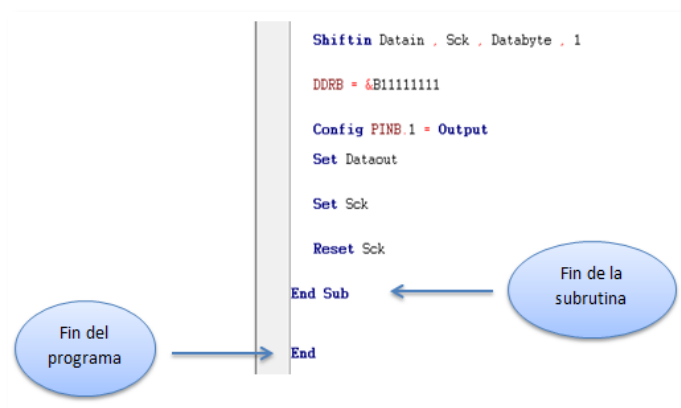 Shiftin Datain , Sck , Databyte , 1
DDRB = &B11111111
Config PINB.1 = Output
Set Dataout
Set Sck
Reset Sck
End Sub
Fin de la
subrutina
Fin del
programa
End